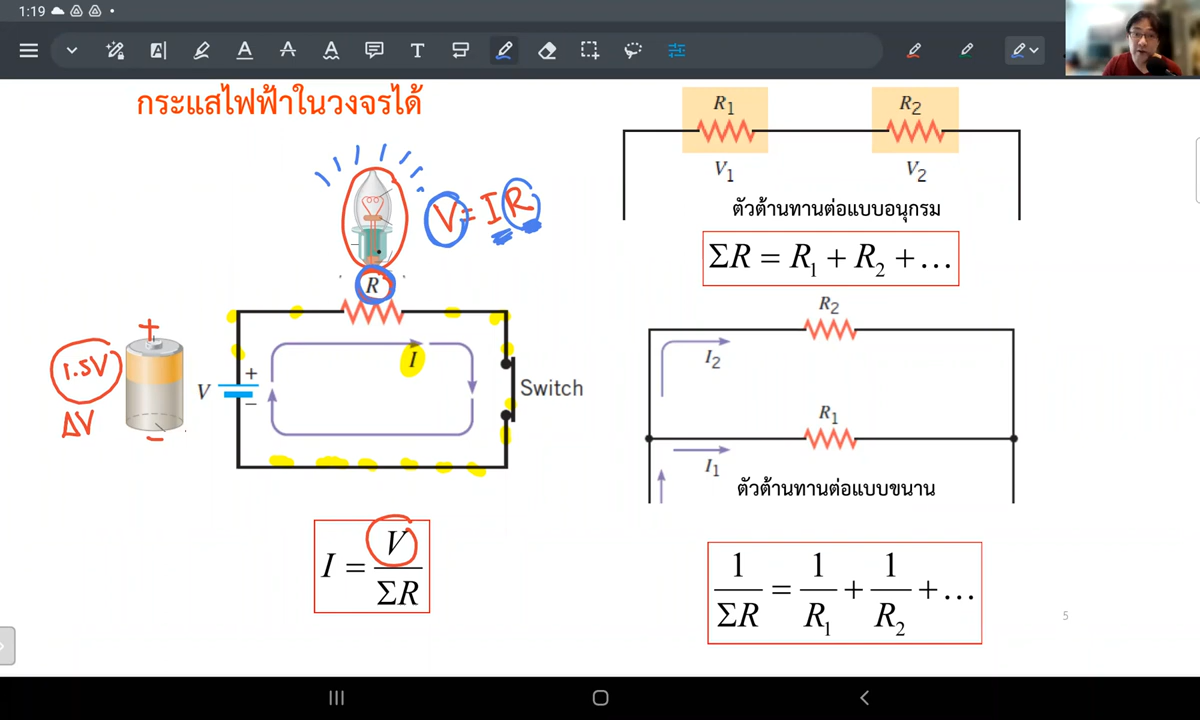 1:19
T
กระแสไฟฟ้าในวงจรได้
V = IR
R
+
1.5V
ΔV
-
V
+
-
I
Switch
I = V / ΣR
R1
R2
V1
V2
ตัวต้านทานต่อแบบอนุกรม
ΣR = R1 + R2 + ...
R2
I2
R1
I1
ตัวต้านทานต่อแบบขนาน
1/ΣR = 1/R1 + 1/R2 + ...
5